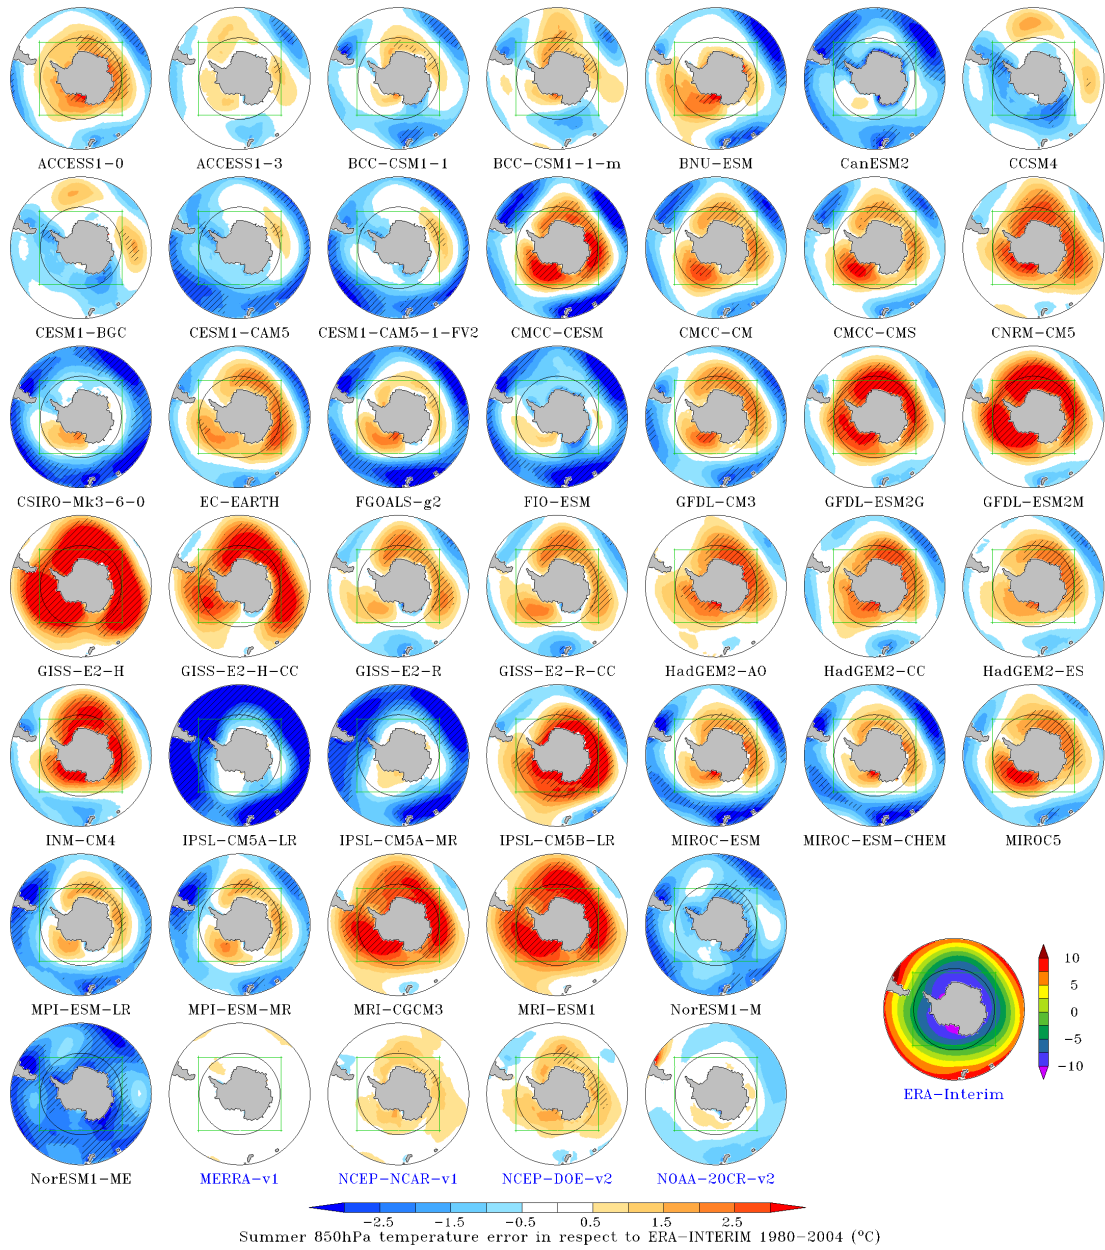 ACCESS1-0 ACCESS1-3 BCC-CSM1-1 BCC-CSM1-1-m BNU-ESM CanESM2 CCSM4
CESM1-BGC CESM1-CAM5 CESM1-CAM5-1-FV2 CMCC-CESM CMCC-CM CMCC-CMS CNRM-CM5
CSIRO-Mk3-6-0 EC-EARTH FGOALS-g2 FIO-ESM GFDL-CM3 GFDL-ESM2G GFDL-ESM2M
GISS-E2-H GISS-E2-H-CC GISS-E2-R GISS-E2-R-CC HadGEM2-AO HadGEM2-CC HadGEM2-ES
INM-CM4 IPSL-CM5A-LR IPSL-CM5A-MR IPSL-CM5B-LR MIROC-ESM MIROC-ESM-CHEM MIROC5
MPI-ESM-LR MPI-ESM-MR MRI-CGCM3 MRI-ESM1 NorESM1-M
10
5
0
-5
-10
ERA-Interim
NorESM1-ME MERRA-v1 NCEP-NCAR-v1 NCEP-DOE-v2 NOAA-20CR-v2
-2.5 -1.5 -0.5 0.5 1.5 2.5
Summer 850hPa temperature error in respect to ERA-INTERIM 1980-2004 (ºC)